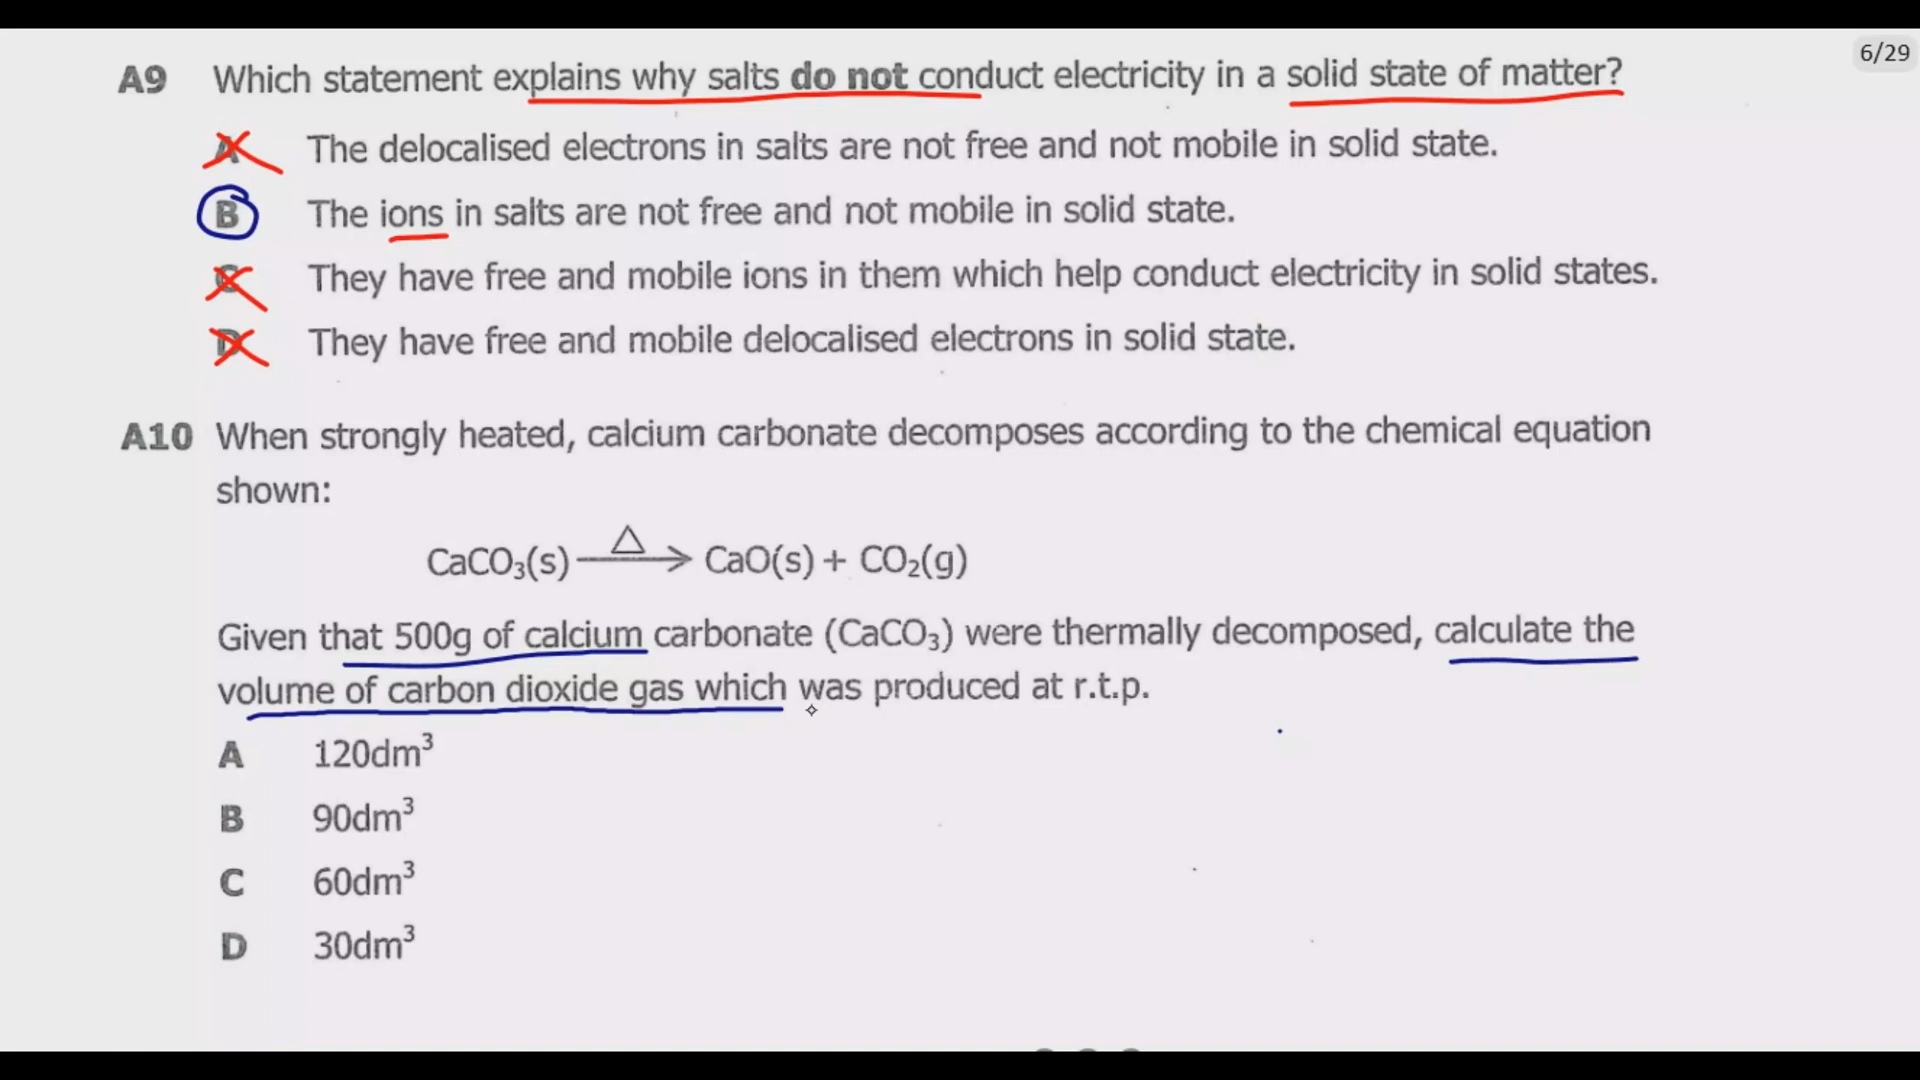 6/29
A9 Which statement explains why salts do not conduct electricity in a solid state of matter?
A The delocalised electrons in salts are not free and not mobile in solid state.
B The ions in salts are not free and not mobile in solid state.
C They have free and mobile ions in them which help conduct electricity in solid states.
D They have free and mobile delocalised electrons in solid state.
A10 When strongly heated, calcium carbonate decomposes according to the chemical equation
shown:
CaCO₃(s) —△→ CaO(s) + CO₂(g)
Given that 500g of calcium carbonate (CaCO₃) were thermally decomposed, calculate the
volume of carbon dioxide gas which was produced at r.t.p.
A 120dm³
B 90dm³
C 60dm³
D 30dm³